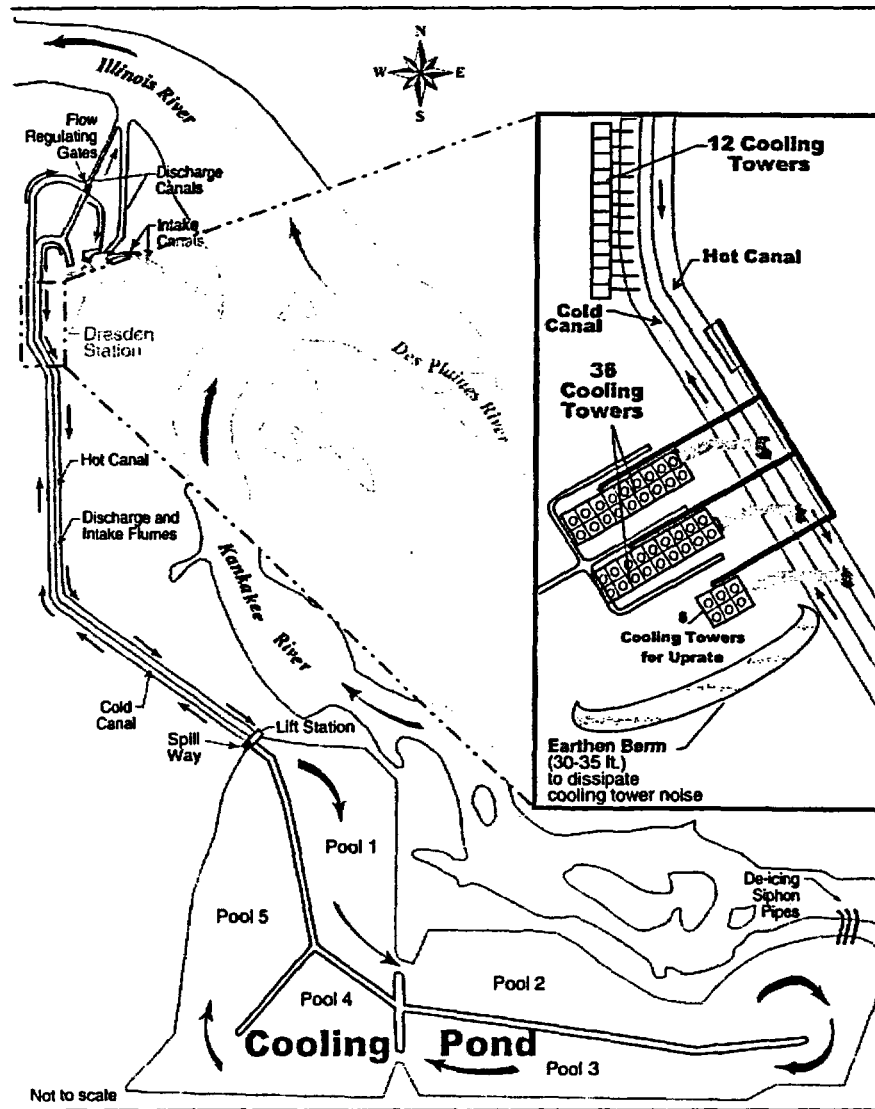 N
W E
S
Illinois River
Flow
Regulating
Gates
Discharge
Canals
Intake
Canals
Dresden
Station
Des Plaines River
Hot Canal
Discharge and
Intake Flumes
Kankakee
River
Cold
Canal
Lift Station
Spill
Way
Pool 1
Pool 5
Pool 4
Pool 2
Pool 3
De-icing
Siphon
Pipes
Cooling Pond
Not to scale
12 Cooling
Towers
Hot Canal
Cold
Canal
36
Cooling
Towers
6
Cooling Towers
for Uprate
Earthen Berm
(30-35 ft.)
to dissipate
cooling tower noise